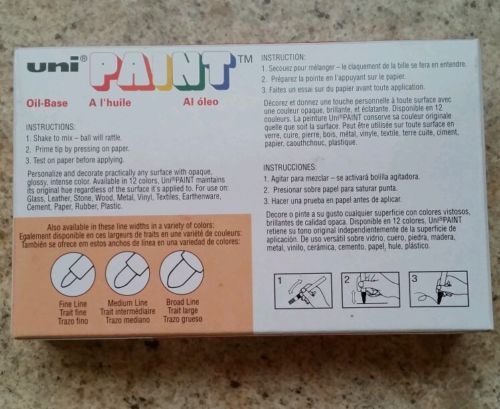 uni® PAINT™
Oil-Base A l'huile Al óleo
INSTRUCTIONS:
1. Shake to mix – ball will rattle.
2. Prime tip by pressing on paper.
3. Test on paper before applying.
Personalize and decorate practically any surface with opaque,
glossy, intense color. Available in 12 colors, Uni®PAINT maintains
its original hue regardless of the surface it's applied to. For use on:
Glass, Leather, Stone, Wood, Metal, Vinyl, Textiles, Earthenware,
Cement, Paper, Rubber, Plastic.
Also available in these line widths in a variety of colors:
Egalement disponible en ces largeurs de traits en une variété de couleurs:
También se ofrece em estos anchos de linea en una variedad de colores:
Fine Line
Trait fine
Trazo fino
Medium Line
Trait intermédiaire
Trazo mediano
Broad Line
Trait large
Trazo grueso
INSTRUCTION:
1. Secouez pour mélanger – le claquement de la bille se fera en entendre.
2. Préparez la pointe en l'appuyant sur le papier.
3. Faites un essai sur du papier avant toute application.
Décorez et donnez une touche personnelle à toute surface avec
une couleur opaque, brillante, et éclatante. Disponible en 12
couleurs. La peinture Uni®PAINT conserve sa couleur originale
quelle que soit la surface. Peut être utilisée sur toute surface en
verre, cuire, pierre, bois, métal, vinyle, textile, terre cuite, ciment,
papier, caouthchouc, plastique.
INSTRUCCIONES:
1. Agitar para mezclar – se activará bolilla agitadora.
2. Presionar sobre papel para saturar punta.
3. Hacer una prueba en papel antes de aplicar.
Decore o pinte a su gusto cualquier superficie con colores vistosos,
brillantes de calidad opaca. Disponible en 12 colores, Uni®PAINT
retiene su tono original independientemente de la superficie de
aplicación. De uso versátil sobre vidrio, cuero, piedra, madera,
metal, vinilo, cerámica, cemento, papel, hule, plástico.
1 2 3